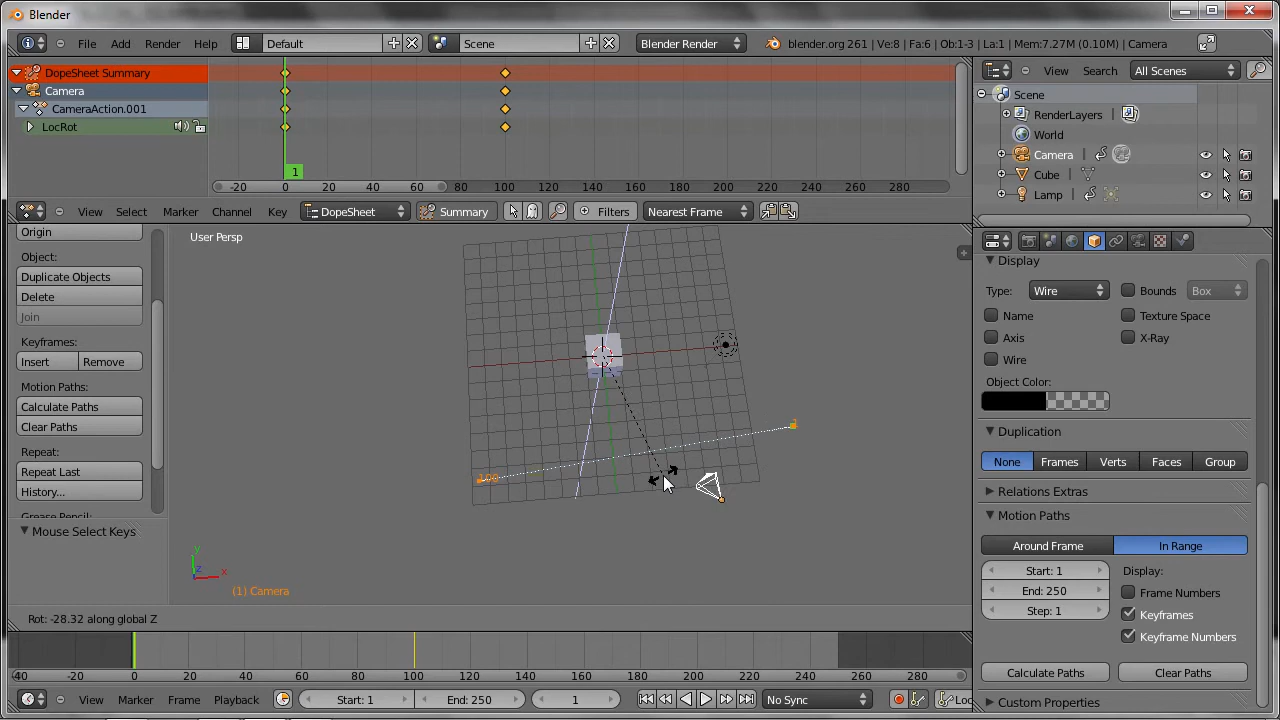 Blender
File Add Render Help Default Scene Blender Render blender.org 261 | Ve:8 | Fa:6 | Ob:1-3 | La:1 | Mem:7.27M (0.10M) | Camera
DopeSheet Summary
Camera
CameraAction.001
LocRot
1
-20 0 20 40 60 80 100 120 140 160 180 200 220 240 260 280
View Select Marker Channel Key DopeSheet Summary Filters Nearest Frame
View Search All Scenes
Scene
RenderLayers
World
Camera
Cube
Lamp
Origin
Object:
Duplicate Objects
Delete
Join
Keyframes:
Insert Remove
Motion Paths:
Calculate Paths
Clear Paths
Repeat:
Repeat Last
History...
Grease Pencil:
Mouse Select Keys
User Persp
1
100
y
z x
(1) Camera
Rot: -28.32 along global Z
Display
Type: Wire Bounds Box
Name Texture Space
Axis X-Ray
Wire
Object Color:
Duplication
None Frames Verts Faces Group
Relations Extras
Motion Paths
Around Frame In Range
Start: 1 Display:
End: 250 Frame Numbers
Step: 1 Keyframes
Keyframe Numbers
Calculate Paths Clear Paths
Custom Properties
40 -20 0 20 40 60 80 100 120 140 160 180 200 220 240 260 280
View Marker Frame Playback Start: 1 End: 250 1 No Sync Loc